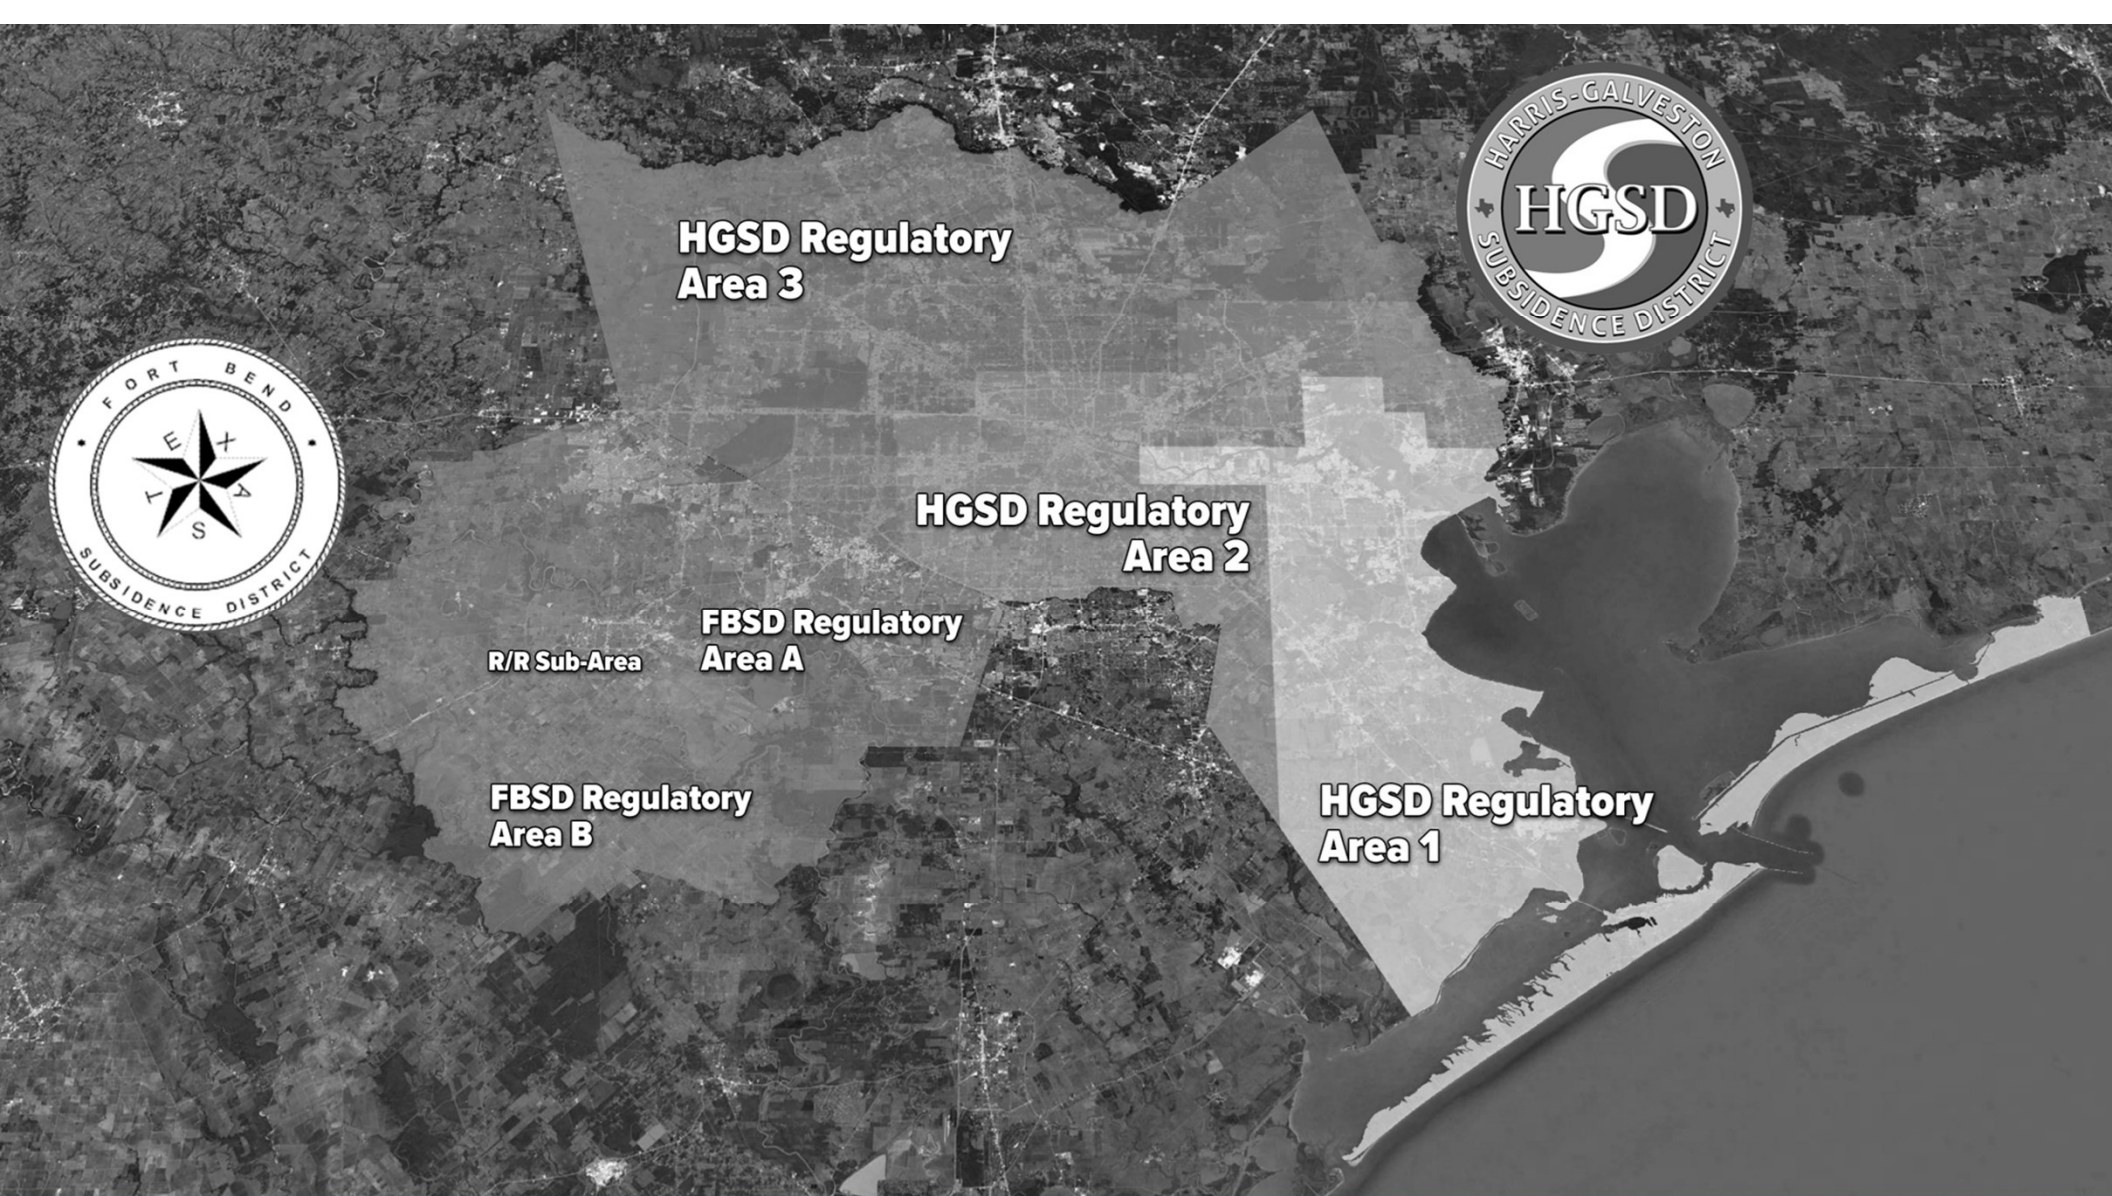 HARRIS-GALVESTON
HGSD
SUBSIDENCE DISTRICT
HGSD Regulatory
Area 3
FORT BEND
TEXAS
SUBSIDENCE DISTRICT
HGSD Regulatory
Area 2
FBSD Regulatory
Area A
R/R Sub-Area
FBSD Regulatory
Area B
HGSD Regulatory
Area 1